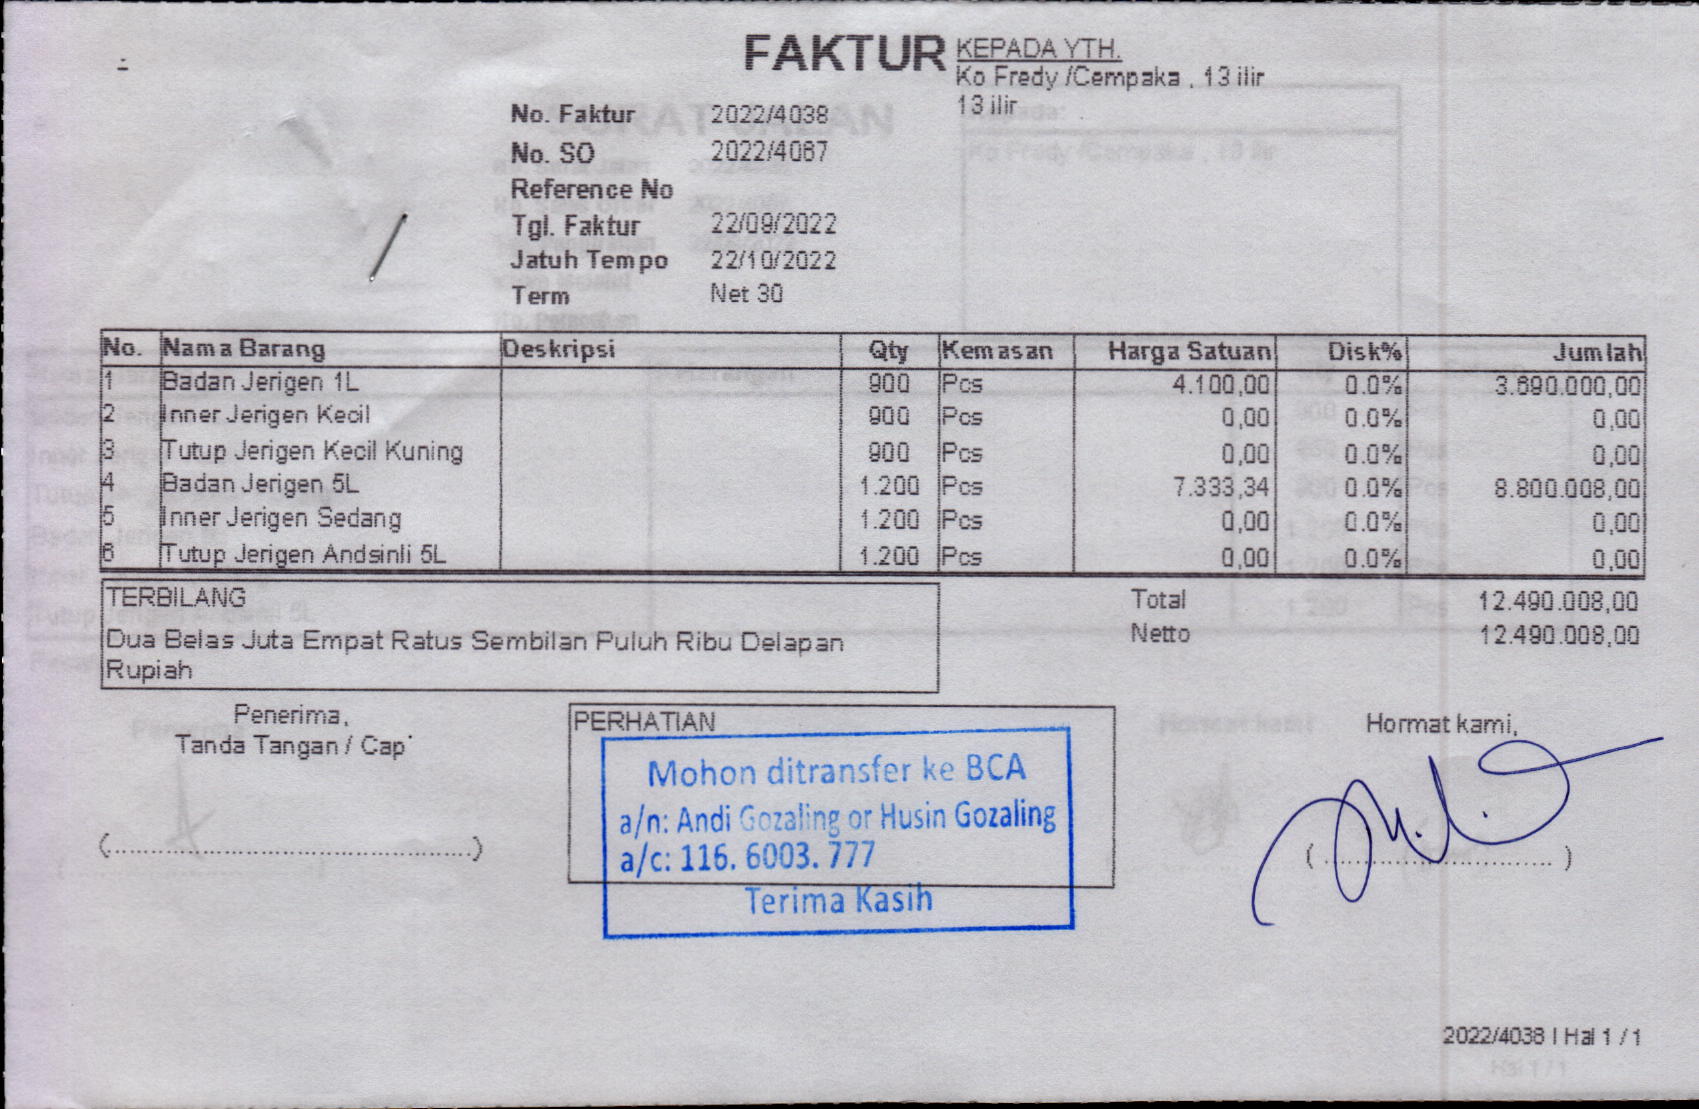 FAKTUR
KEPADA YTH.
Ko Fredy /Cempaka , 13 ilir
13 ilir
No. Faktur 2022/4038
No. SO 2022/4067
Reference No
Tgl. Faktur 22/09/2022
Jatuh Tempo 22/10/2022
Term Net 30
No. Nama Barang Deskripsi Qty Kemasan Harga Satuan Disk% Jumlah
1 Badan Jerigen 1L 900 Pcs 4.100,00 0.0% 3.690.000,00
2 Inner Jerigen Kecil 900 Pcs 0,00 0.0% 0,00
3 Tutup Jerigen Kecil Kuning 900 Pcs 0,00 0.0% 0,00
4 Badan Jerigen 5L 1.200 Pcs 7.333,34 0.0% 8.800.008,00
5 Inner Jerigen Sedang 1.200 Pcs 0,00 0.0% 0,00
6 Tutup Jerigen Andsinli 5L 1.200 Pcs 0,00 0.0% 0,00
TERBILANG
Dua Belas Juta Empat Ratus Sembilan Puluh Ribu Delapan
Rupiah
Total 12.490.008,00
Netto 12.490.008,00
Penerima,
Tanda Tangan / Cap
PERHATIAN
Mohon ditransfer ke BCA
a/n: Andi Gozaling or Husin Gozaling
a/c: 116. 6003. 777
Terima Kasih
Hormat kami,
2022/4038 | Hal 1 / 1